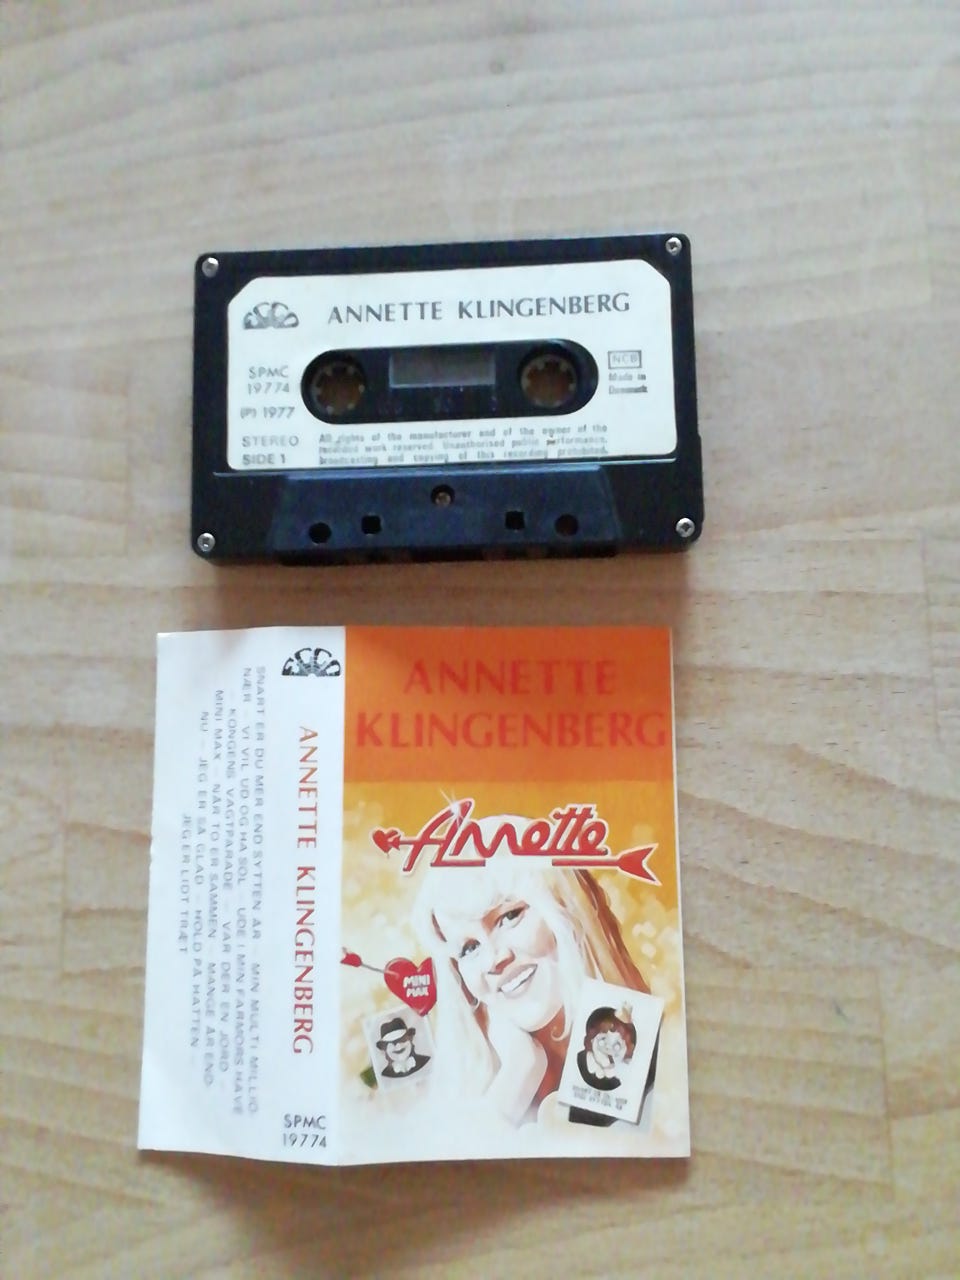 ANNETTE KLINGENBERG
SPMC
19774
(P) 1977
STEREO
SIDE 1
NCB
Made in
Denmark
All rights of the manufacturer and of the owner of the
recorded work reserved. Unauthorised public performance,
broadcasting and copying of this recording prohibited.
ANNETTE
KLINGENBERG
Annette
MINI
MAX
ANNETTE KLINGENBERG
SPMC
19774
SNART ER DU MER END SYTTEN ÅR - MIN MULTI MILLIO-
NÆR - VI VIL UD OG HA SOL - UDE I MIN FARMORS HAVE
- KONGENS VAGTPARADE - VAR DER EN JORD -
MINI MAX - NÅR TO ER SAMMEN - MANGE ÅR END-
NU - JEG ER SÅ GLAD - HOLD PÅ HATTEN -
JEG ER LIDT TRÆT